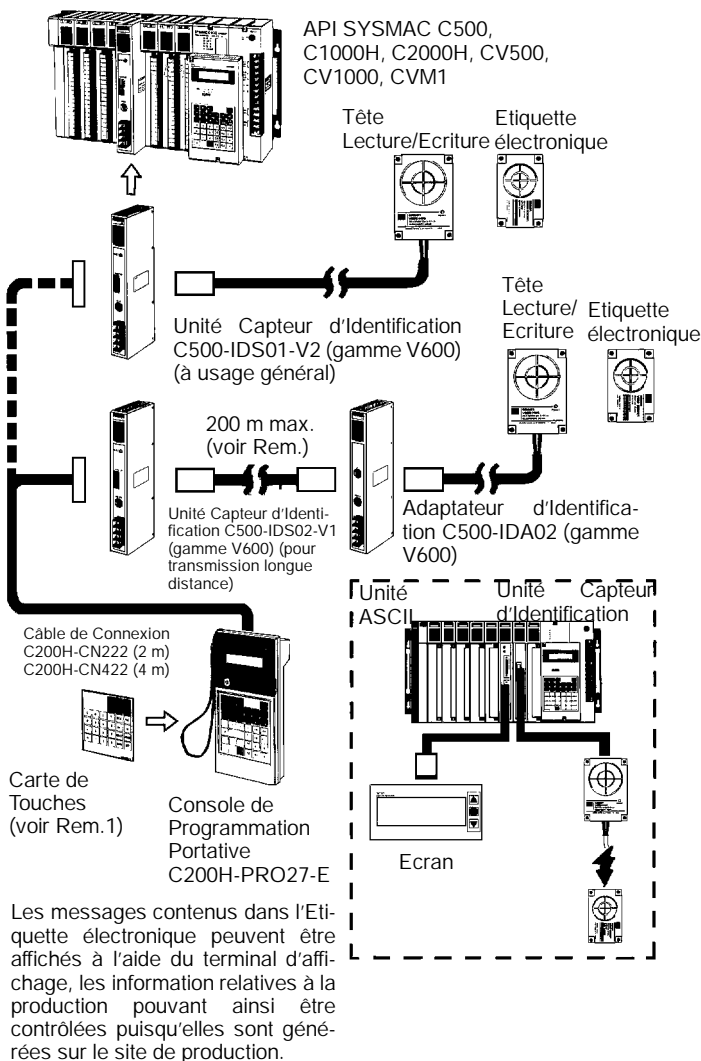 API SYSMAC C500,
C1000H, C2000H, CV500,
CV1000, CVM1
Tête
Lecture/Ecriture
Etiquette
électronique
Unité Capteur d'Identification
C500-IDS01-V2 (gamme V600)
(à usage général)
Tête
Lecture/
Ecriture
Etiquette
électronique
200 m max.
(voir Rem.)
Unité Capteur d'Identi-
fication C500-IDS02-V1
(gamme V600) (pour
transmission longue
distance)
Adaptateur d'Identifica-
tion C500-IDA02 (gamme
V600)
Câble de Connexion
C200H-CN222 (2 m)
C200H-CN422 (4 m)
Carte de
Touches
(voir Rem.1)
Console de
Programmation
Portative
C200H-PRO27-E
Unité
ASCII
Unité Capteur
d'Identification
Ecran
Les messages contenus dans l'Eti-
quette électronique peuvent être
affichés à l'aide du terminal d'affi-
chage, les information relatives à la
production pouvant ainsi être
contrôlées puisqu'elles sont géné-
rées sur le site de production.